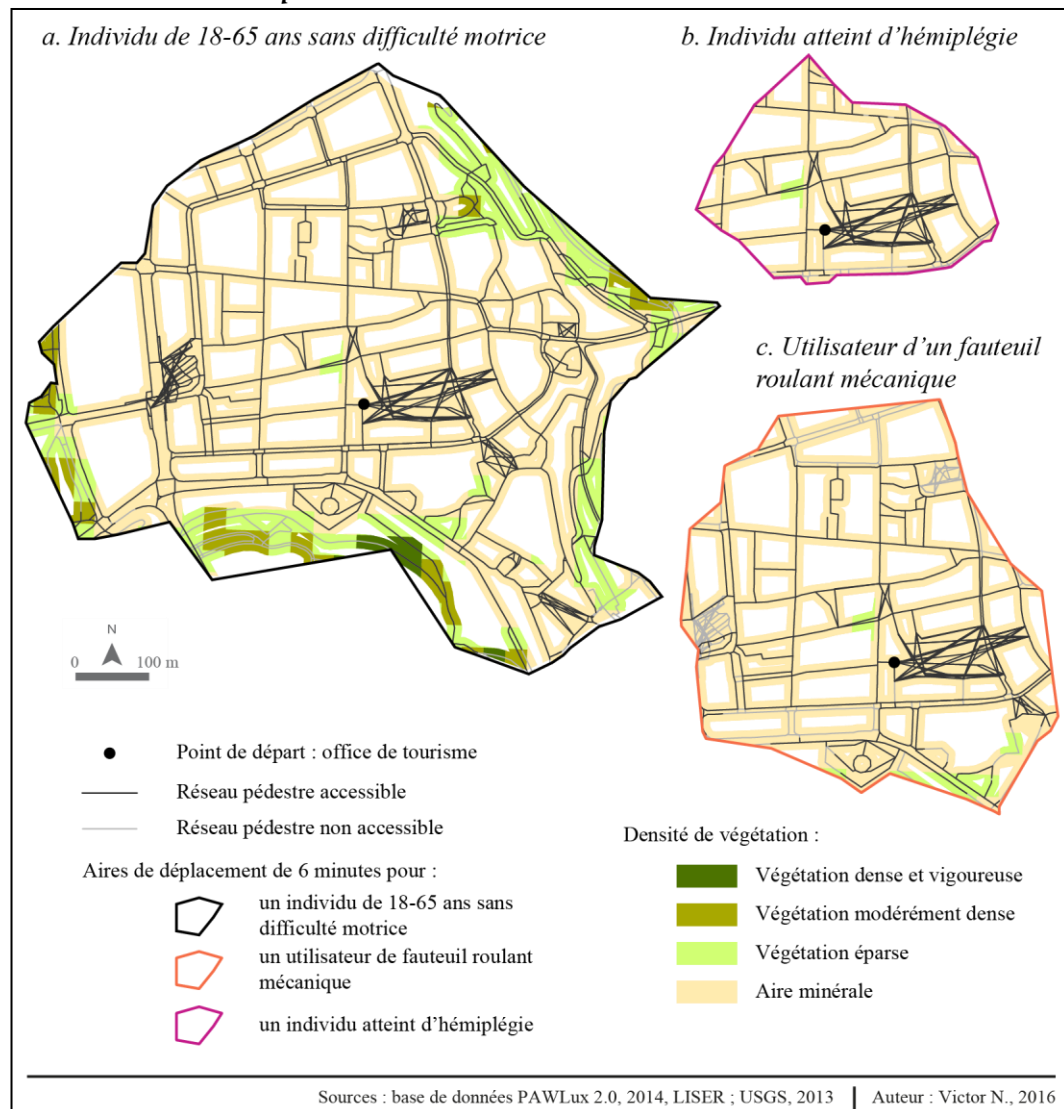 a. Individu de 18-65 ans sans difficulté motrice
b. Individu atteint d’hémiplégie
c. Utilisateur d’un fauteuil
roulant mécanique
N
0 100 m
Point de départ : office de tourisme
Réseau pédestre accessible
Réseau pédestre non accessible
Aires de déplacement de 6 minutes pour :
un individu de 18-65 ans sans
difficulté motrice
un utilisateur de fauteuil roulant
mécanique
un individu atteint d’hémiplégie
Densité de végétation :
Végétation dense et vigoureuse
Végétation modérément dense
Végétation éparse
Aire minérale
Sources : base de données PAWLux 2.0, 2014, LISER ; USGS, 2013 | Auteur : Victor N., 2016